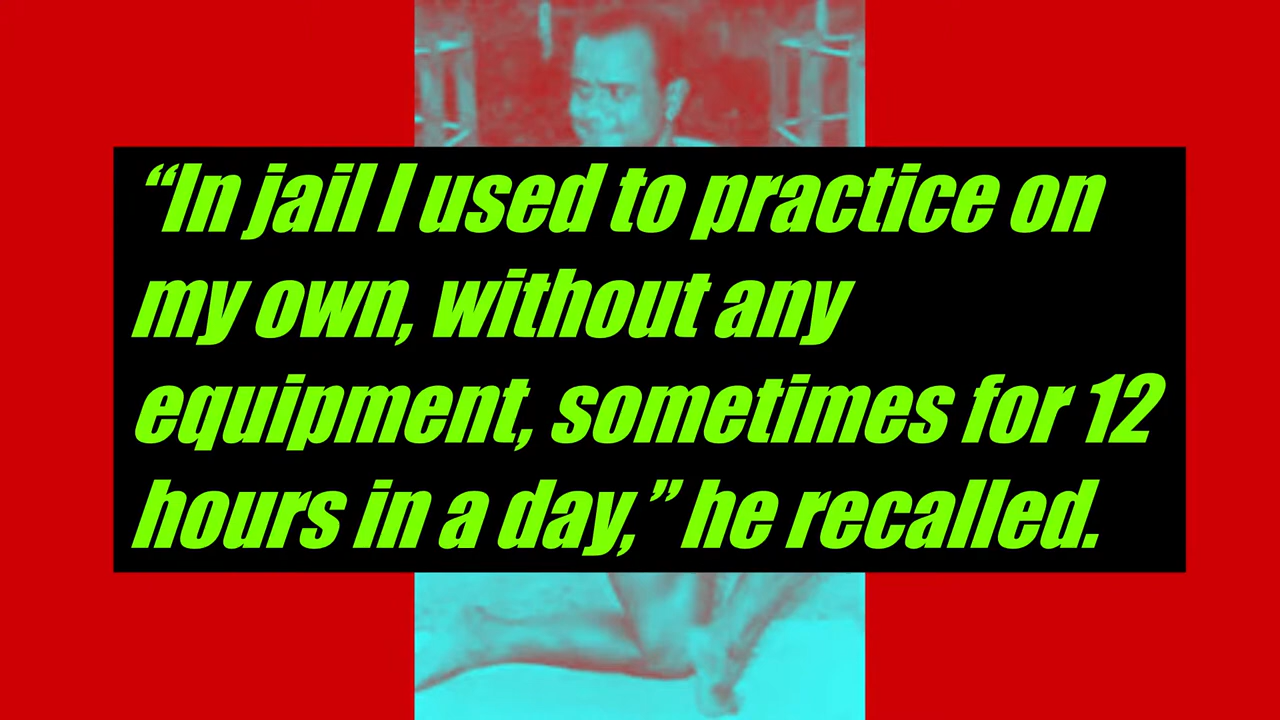 “In jail I used to practice on
my own, without any
equipment, sometimes for 12
hours in a day,” he recalled.